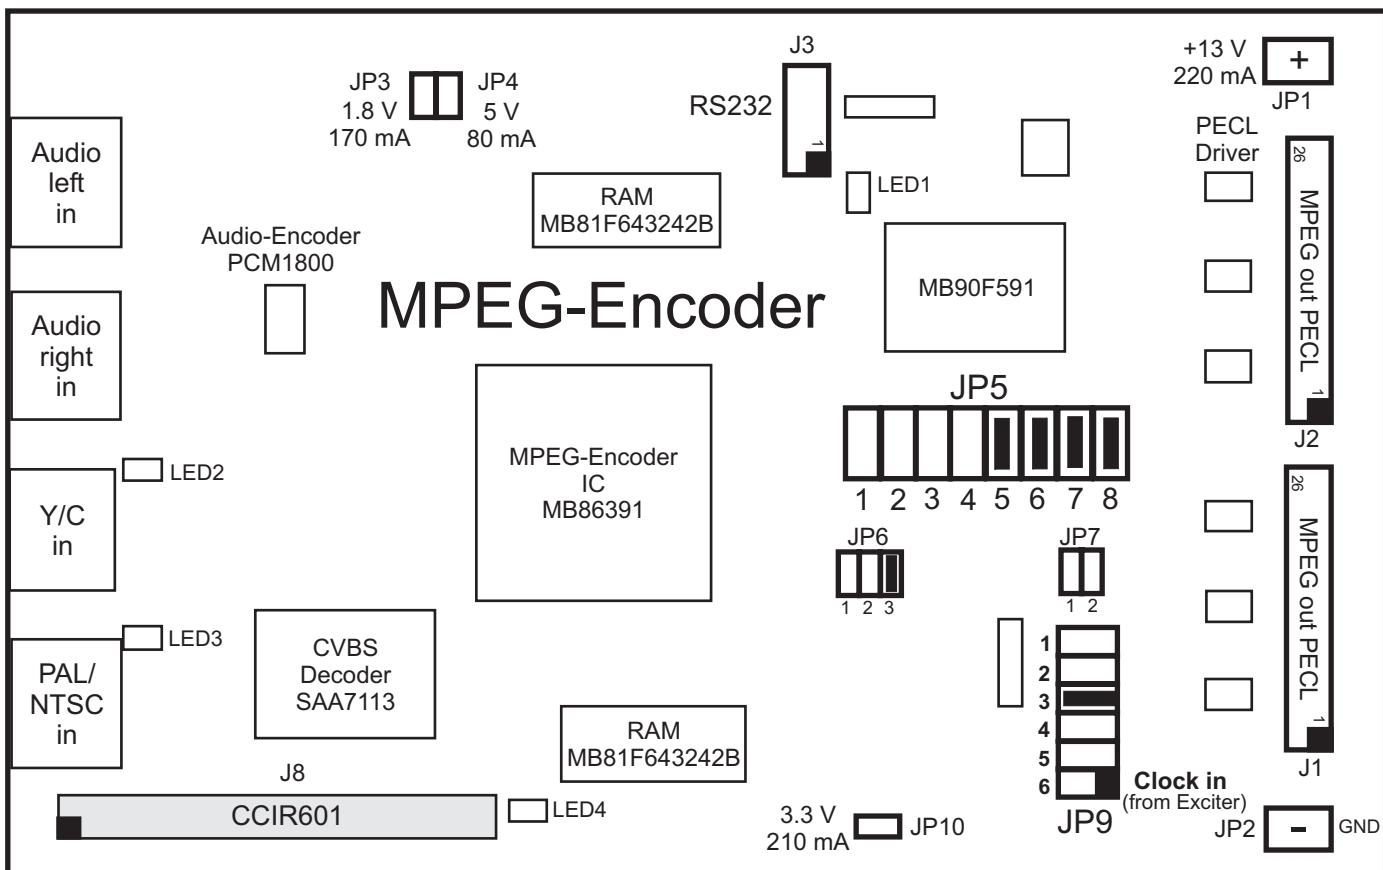 J3
+13 V
220 mA
+
JP1
JP3
1.8 V
170 mA
JP4
5 V
80 mA
RS232
1
LED1
PECL
Driver
26
MPEG out PECL
1
J2
Audio
left
in
RAM
MB81F643242B
Audio-Encoder
PCM1800
MPEG-Encoder
MB90F591
Audio
right
in
JP5
1 2 3 4 5 6 7 8
MPEG-Encoder
IC
MB86391
LED2
Y/C
in
JP6
1 2 3
JP7
1 2
26
MPEG out PECL
1
J1
LED3
PAL/
NTSC
in
CVBS
Decoder
SAA7113
1
2
3
4
5
6
Clock in
(from Exciter)
JP9
RAM
MB81F643242B
J8
CCIR601
LED4
3.3 V
210 mA
JP10
JP2
-
GND